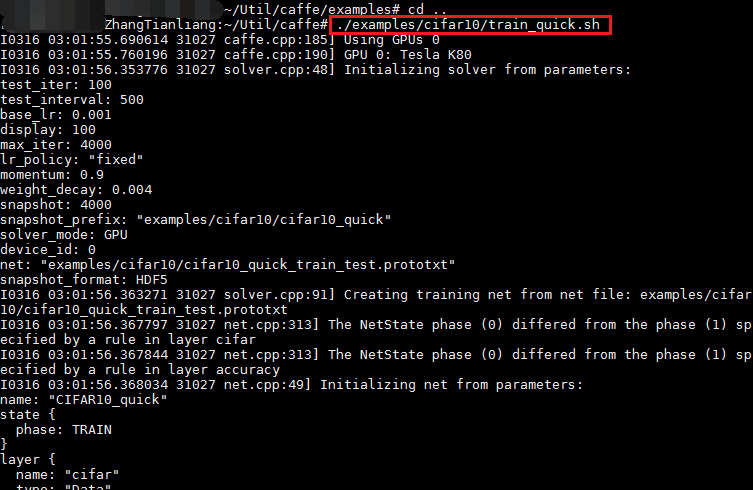 ~/Util/caffe/examples# cd ..
ZhangTianliang:~/Util/caffe# ./examples/cifar10/train_quick.sh
I0316 03:01:55.690614 31027 caffe.cpp:185] Using GPUs 0
I0316 03:01:55.760196 31027 caffe.cpp:190] GPU 0: Tesla K80
I0316 03:01:56.353776 31027 solver.cpp:48] Initializing solver from parameters:
test_iter: 100
test_interval: 500
base_lr: 0.001
display: 100
max_iter: 4000
lr_policy: "fixed"
momentum: 0.9
weight_decay: 0.004
snapshot: 4000
snapshot_prefix: "examples/cifar10/cifar10_quick"
solver_mode: GPU
device_id: 0
net: "examples/cifar10/cifar10_quick_train_test.prototxt"
snapshot_format: HDF5
I0316 03:01:56.363271 31027 solver.cpp:91] Creating training net from net file: examples/cifar
10/cifar10_quick_train_test.prototxt
I0316 03:01:56.367797 31027 net.cpp:313] The NetState phase (0) differed from the phase (1) sp
ecified by a rule in layer cifar
I0316 03:01:56.367844 31027 net.cpp:313] The NetState phase (0) differed from the phase (1) sp
ecified by a rule in layer accuracy
I0316 03:01:56.368034 31027 net.cpp:49] Initializing net from parameters:
name: "CIFAR10_quick"
state {
  phase: TRAIN
}
layer {
  name: "cifar"
  type: "Data"